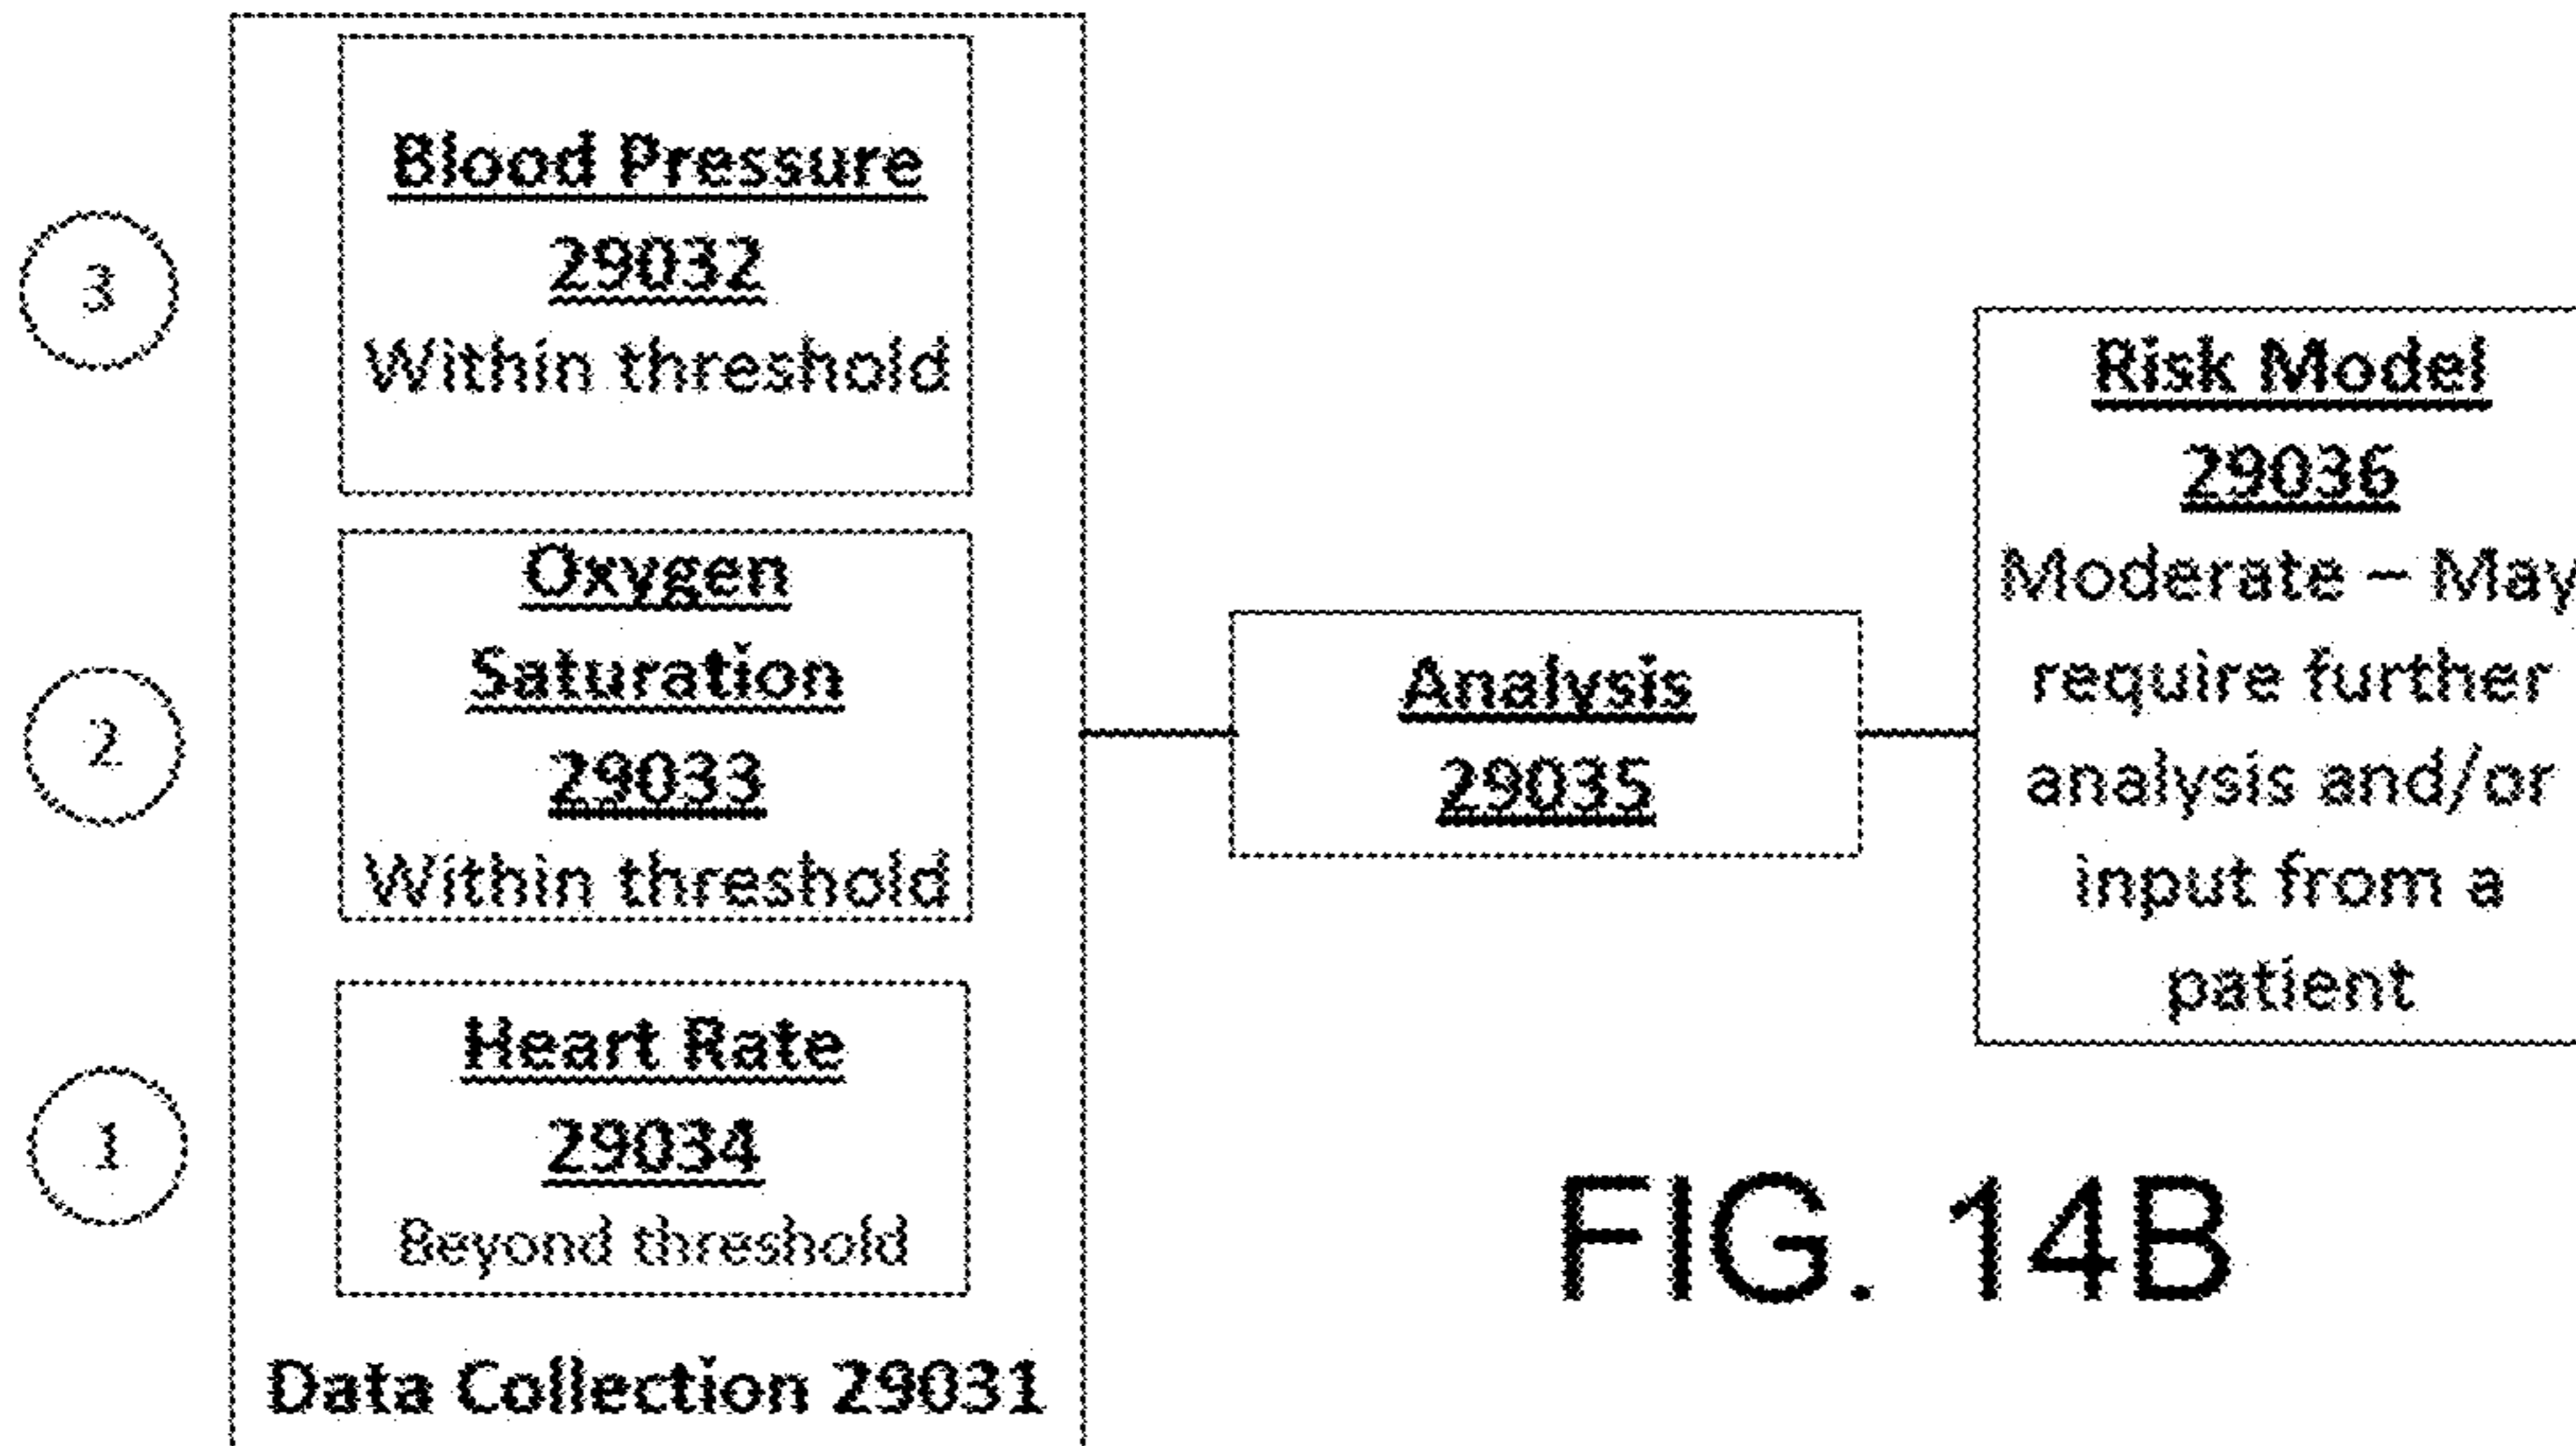 3
Blood Pressure
29032
Within threshold
2
Oxygen
Saturation
29033
Within threshold
1
Heart Rate
29034
Beyond threshold
Data Collection 29031
Analysis
29035
Risk Model
29036
Moderate – May
require further
analysis and/or
input from a
patient
FIG. 14B